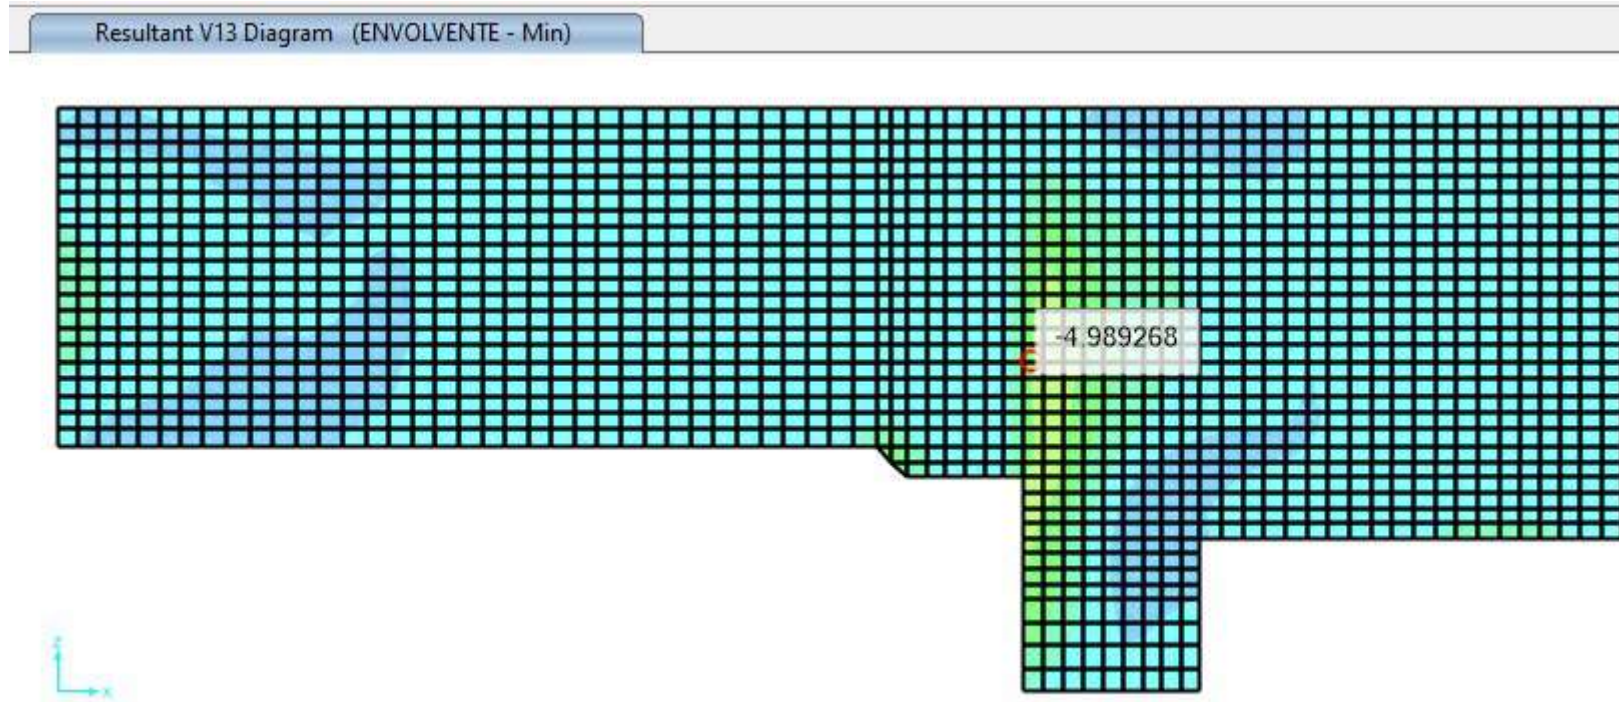 Resultant V13 Diagram (ENVOLVENTE - Min)
-4.989268
Z
X